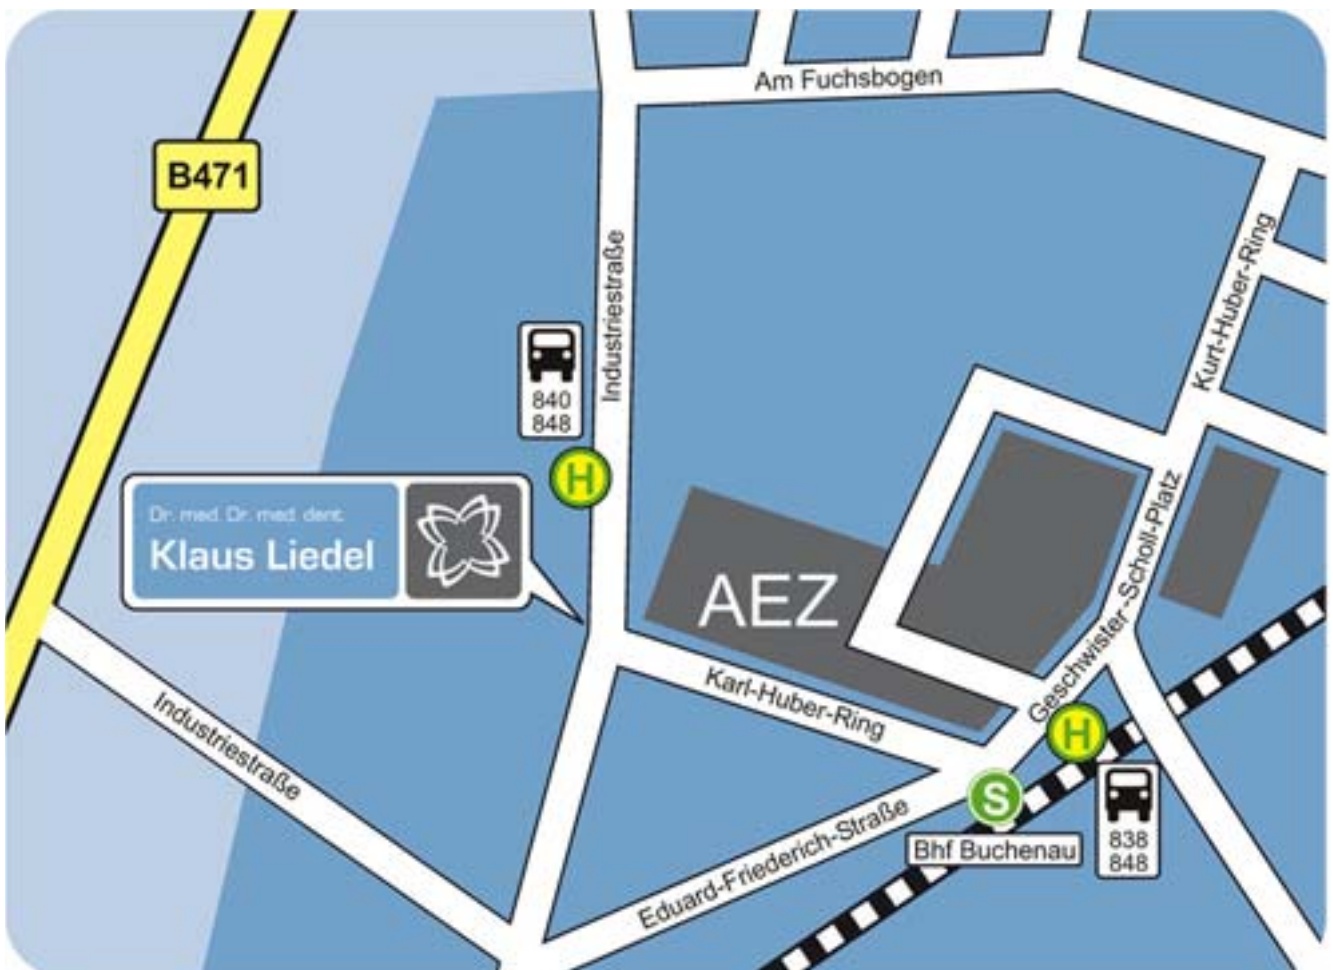 Am Fuchsbogen
B471
Industriestraße
Kurt-Huber-Ring
840
848
H
Dr. med. Dr. med. dent.
Klaus Liedel
AEZ
Geschwister-Scholl-Platz
Karl-Huber-Ring
Industriestraße
H
S
Eduard-Friederich-Straße
Bhf Buchenau
838
848